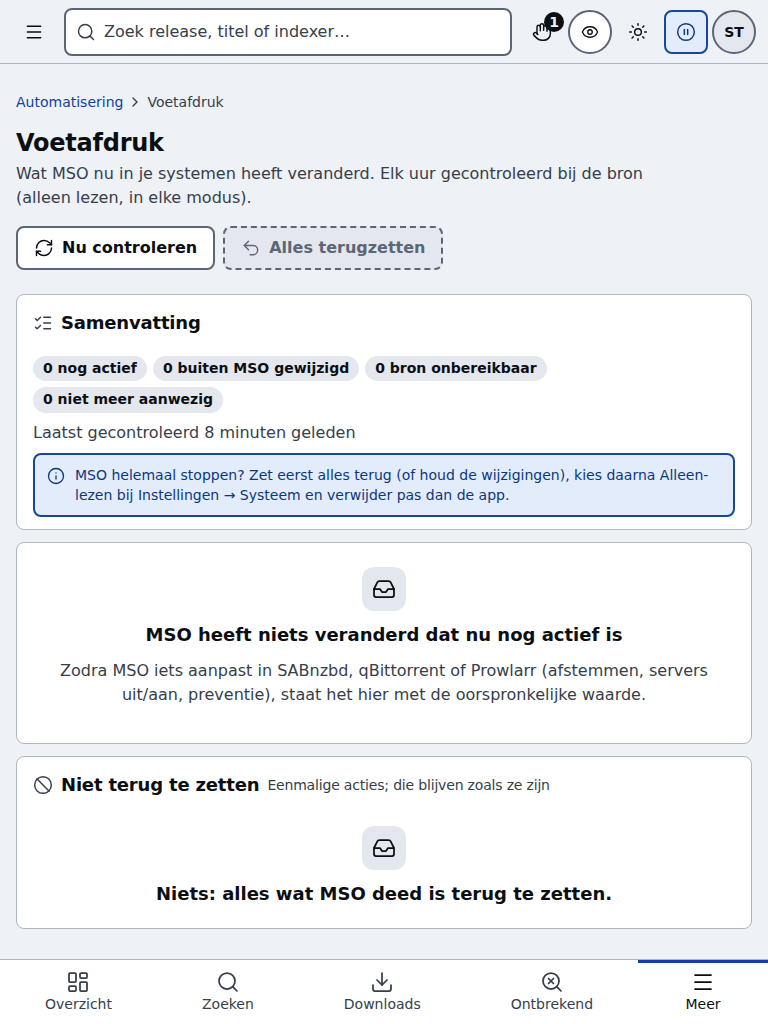 Zoek release, titel of indexer…
1
ST
Automatisering > Voetafdruk
Voetafdruk
Wat MSO nu in je systemen heeft veranderd. Elk uur gecontroleerd bij de bron
(alleen lezen, in elke modus).
Nu controleren
Alles terugzetten
Samenvatting
0 nog actief
0 buiten MSO gewijzigd
0 bron onbereikbaar
0 niet meer aanwezig
Laatst gecontroleerd 8 minuten geleden
MSO helemaal stoppen? Zet eerst alles terug (of houd de wijzigingen), kies daarna Alleen-
lezen bij Instellingen → Systeem en verwijder pas dan de app.
MSO heeft niets veranderd dat nu nog actief is
Zodra MSO iets aanpast in SABnzbd, qBittorrent of Prowlarr (afstemmen, servers
uit/aan, preventie), staat het hier met de oorspronkelijke waarde.
Niet terug te zetten Eenmalige acties; die blijven zoals ze zijn
Niets: alles wat MSO deed is terug te zetten.
Overzicht
Zoeken
Downloads
Ontbrekend
Meer